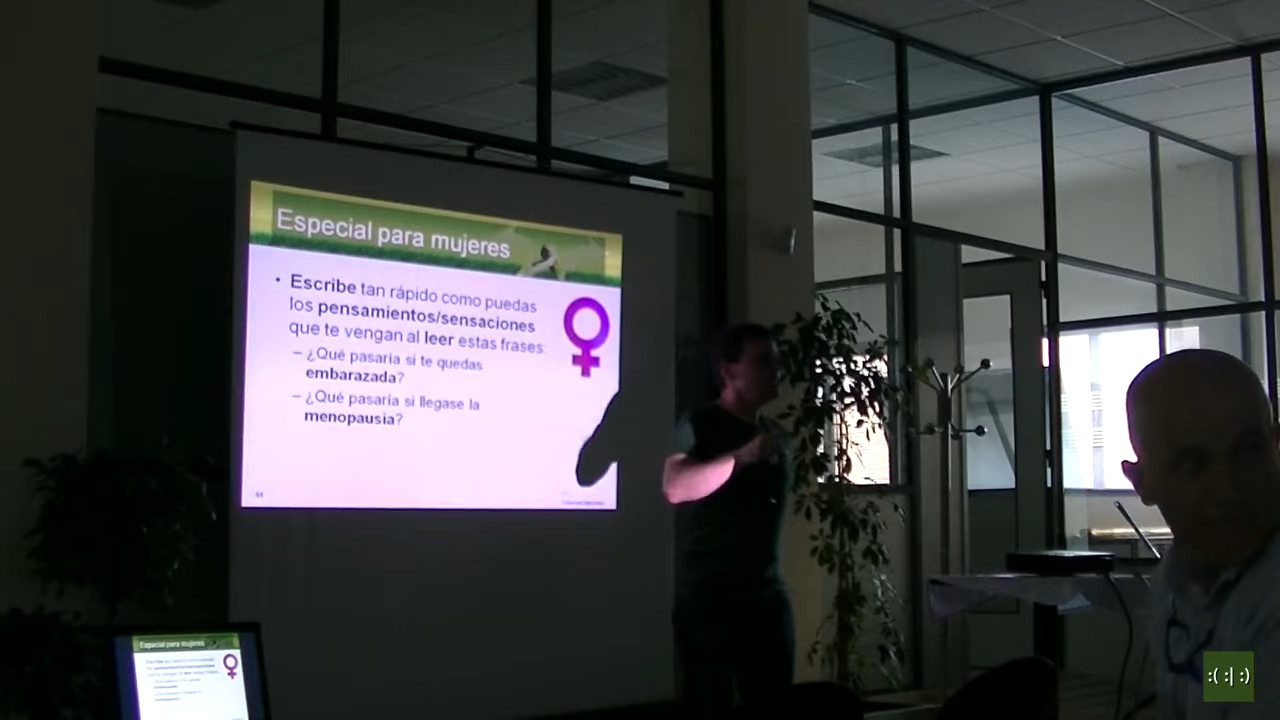 Especial para mujeres
• Escribe tan rápido como puedas
los pensamientos/sensaciones
que te vengan al leer estas frases:
– ¿Qué pasaría si te quedas
embarazada?
– ¿Qué pasaría si llegase la
menopausia?
Especial para mujeres
:( :| :)